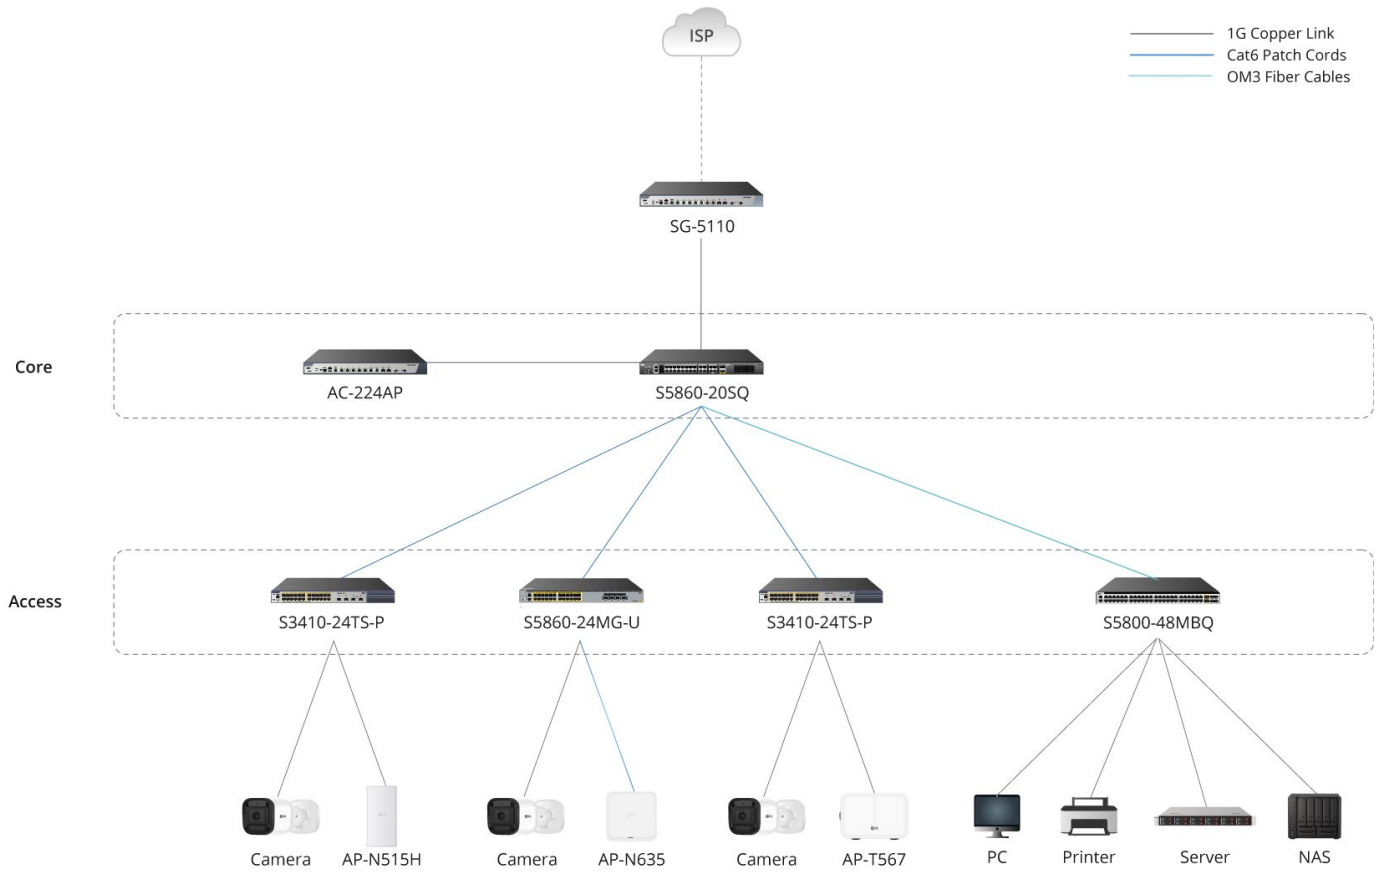 ISP
1G Copper Link
Cat6 Patch Cords
OM3 Fiber Cables
SG-5110
Core
AC-224AP
S5860-20SQ
Access
S3410-24TS-P
S5860-24MG-U
S3410-24TS-P
S5800-48MBQ
Camera
AP-N515H
Camera
AP-N635
Camera
AP-T567
PC
Printer
Server
NAS